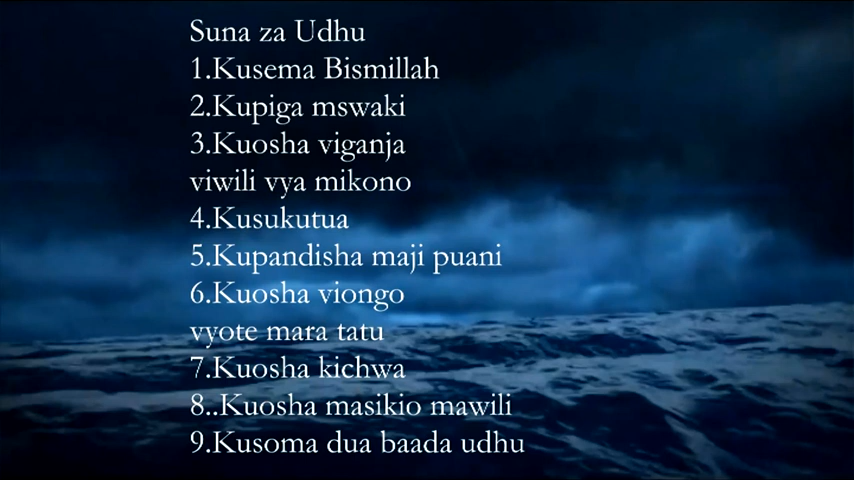 Suna za Udhu
1.Kusema Bismillah
2.Kupiga mswaki
3.Kuosha viganja
viwili vya mikono
4.Kusukutua
5.Kupandisha maji puani
6.Kuosha viongo
vyote mara tatu
7.Kuosha kichwa
8..Kuosha masikio mawili
9.Kusoma dua baada udhu